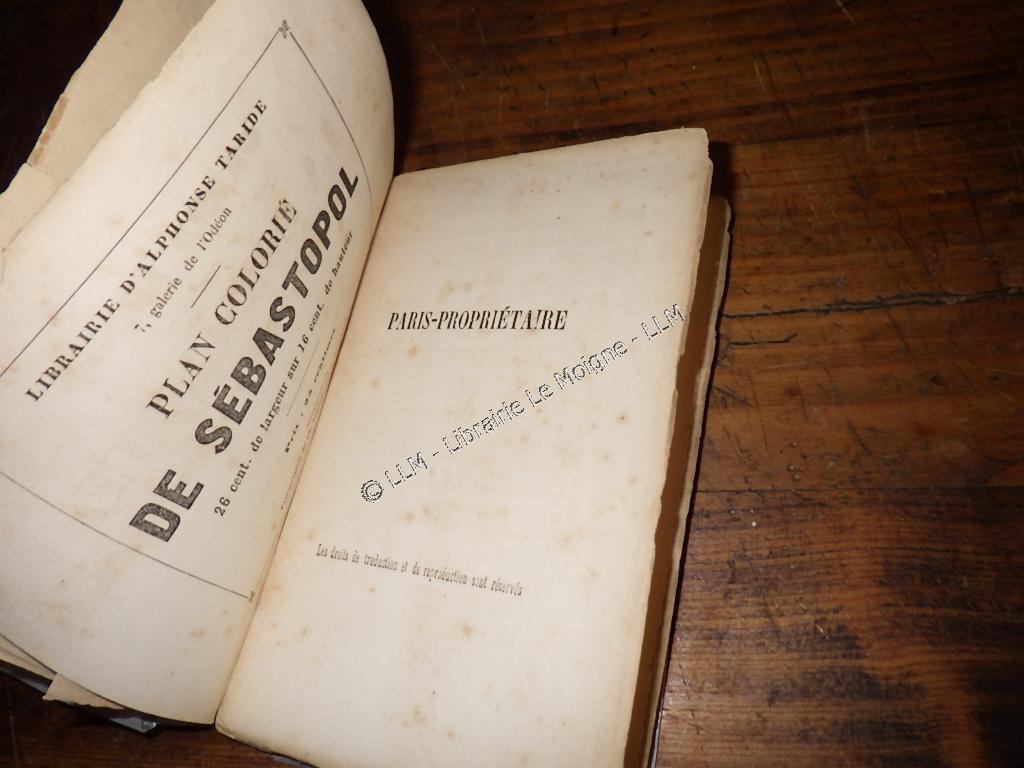 LIBRAIRIE D'ALPHONSE TARIDE
7, galerie de l'Odéon
PLAN COLORIÉ
DE SÉBASTOPOL
26 cent. de largeur sur 16 cent. de hauteur
PARIS-PROPRIÉTAIRE
© LLM - Librairie Le Moigne - LLM
Les droits de traduction et de reproduction sont réservés